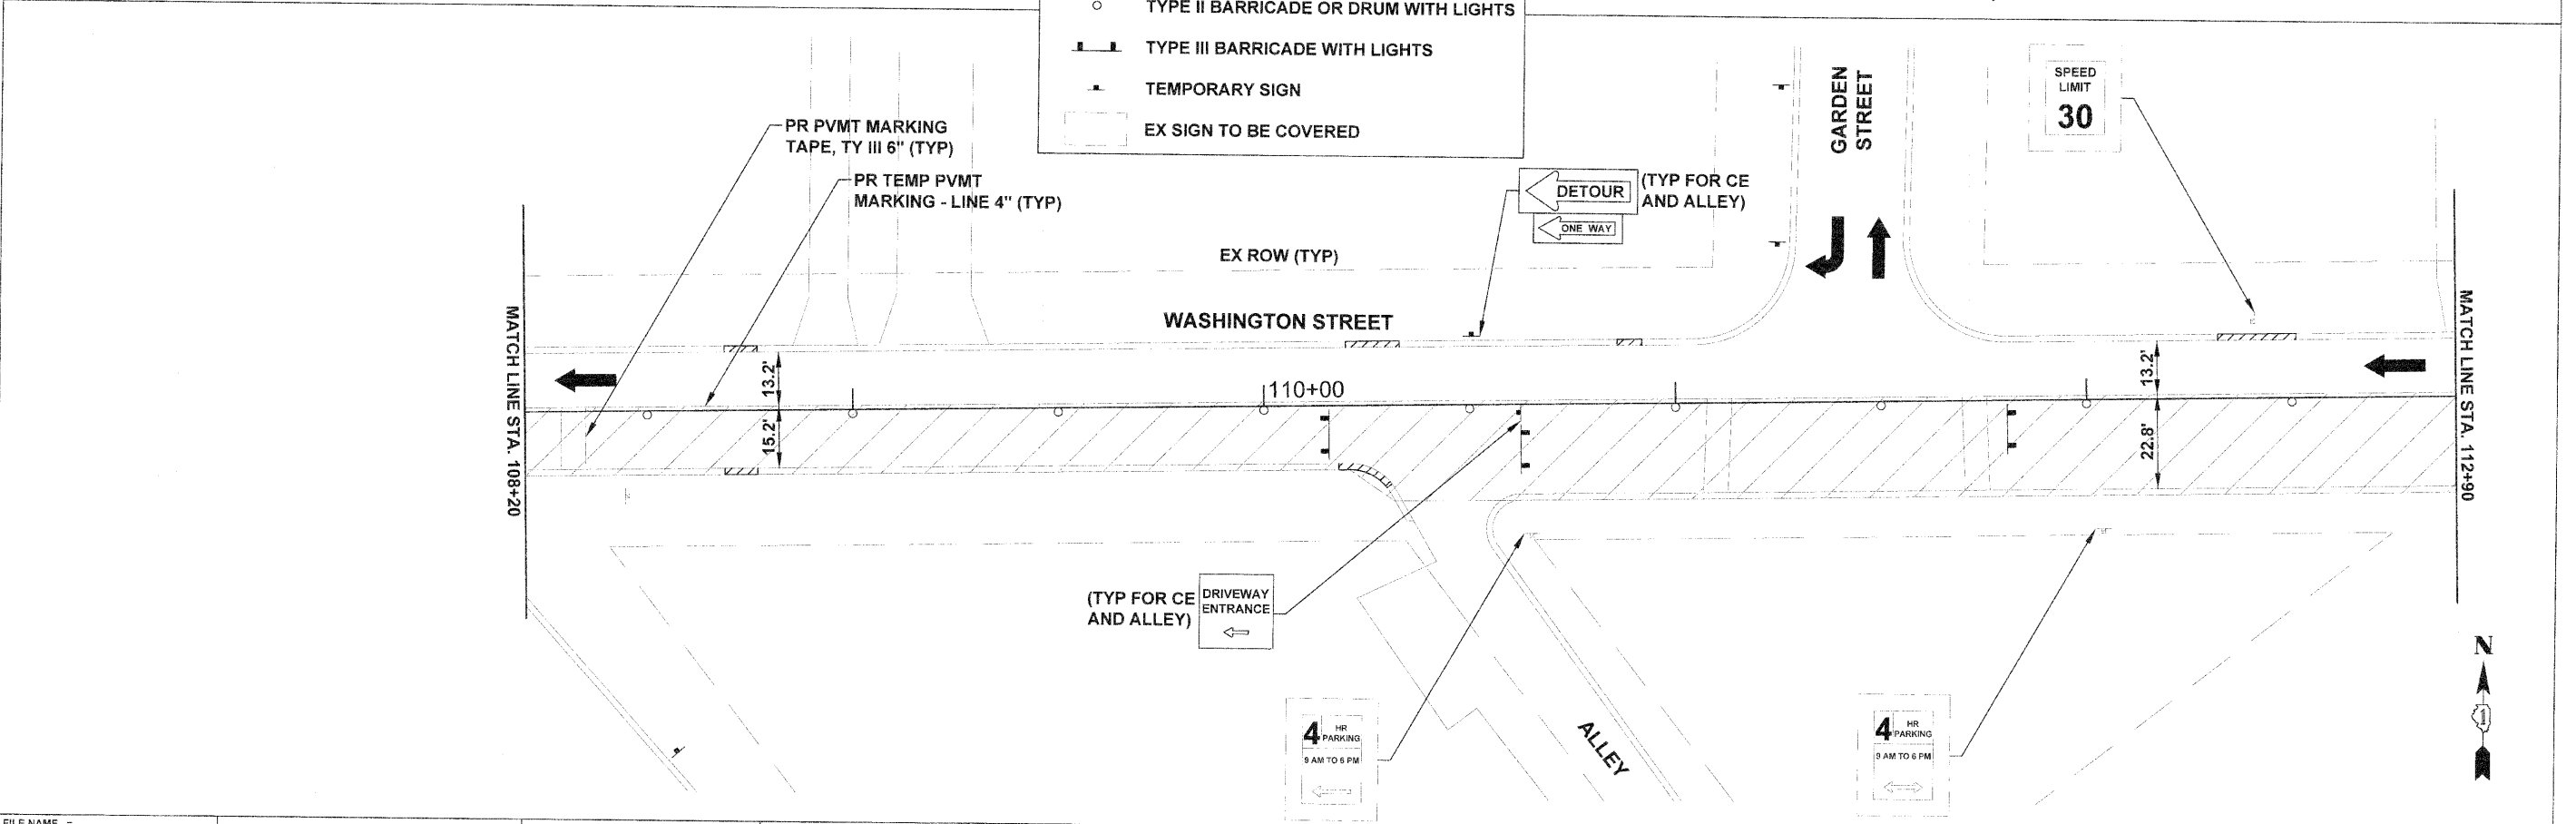 TYPE II BARRICADE OR DRUM WITH LIGHTS
TYPE III BARRICADE WITH LIGHTS
TEMPORARY SIGN
EX SIGN TO BE COVERED
PR PVMT MARKING
TAPE, TY III 6" (TYP)
PR TEMP PVMT
MARKING - LINE 4" (TYP)
EX ROW (TYP)
WASHINGTON STREET
DETOUR
ONE WAY
(TYP FOR CE
AND ALLEY)
GARDEN
STREET
SPEED
LIMIT
30
MATCH LINE STA. 108+20
13.2'
15.2'
110+00
13.2'
22.8'
MATCH LINE STA. 112+90
(TYP FOR CE
AND ALLEY)
DRIVEWAY
ENTRANCE
4 HR
PARKING
9 AM TO 6 PM
ALLEY
4 HR
PARKING
9 AM TO 6 PM
N
1
FILE NAME =